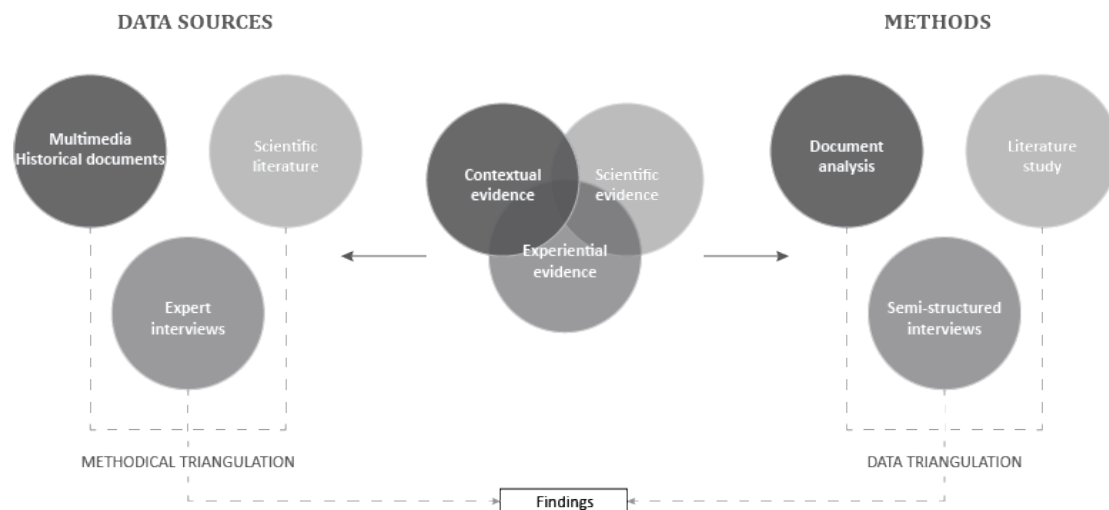 DATA SOURCES
METHODS
Multimedia
Historical documents
Scientific
literature
Expert
interviews
Contextual
evidence
Scientific
evidence
Experiential
evidence
Document
analysis
Literature
study
Semi-structured
interviews
METHODICAL TRIANGULATION
DATA TRIANGULATION
Findings